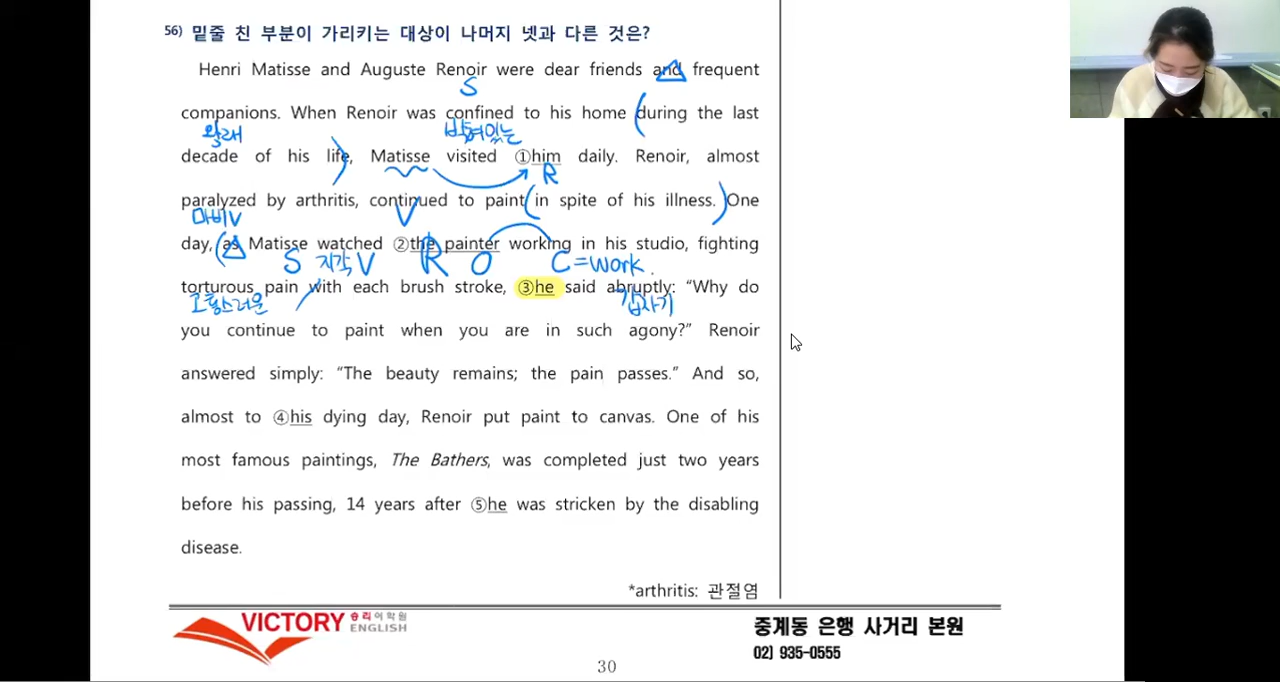 56) 밑줄 친 부분이 가리키는 대상이 나머지 넷과 다른 것은?
Henri Matisse and Auguste Renoir were dear friends and frequent
S
companions. When Renoir was confined to his home (during the last
왕래 박혀있는
decade of his life), Matisse visited ①him daily. Renoir, almost
R
paralyzed by arthritis, continued to paint (in spite of his illness.) One
마비V V
day, (as Matisse watched ②the painter working in his studio, fighting
S 지각V R O C=work
torturous pain with each brush stroke, ③he said abruptly: “Why do
고통스러운 갑자기
you continue to paint when you are in such agony?” Renoir
answered simply: “The beauty remains; the pain passes.” And so,
almost to ④his dying day, Renoir put paint to canvas. One of his
most famous paintings, The Bathers, was completed just two years
before his passing, 14 years after ⑤he was stricken by the disabling
disease.
*arthritis: 관절염
VICTORY 승리어학원
ENGLISH
중계동 은행 사거리 본원
02) 935-0555
30